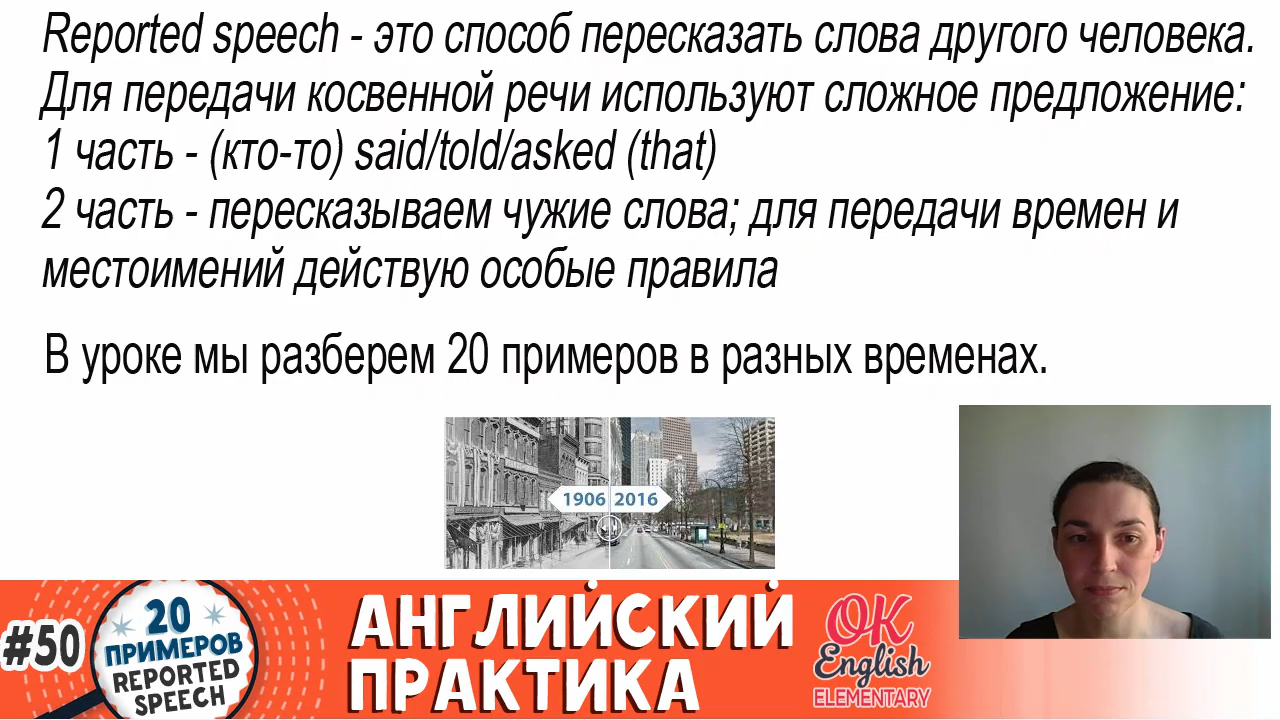 Reported speech - это способ пересказать слова другого человека.
Для передачи косвенной речи используют сложное предложение:
1 часть - (кто-то) said/told/asked (that)
2 часть - пересказываем чужие слова; для передачи времен и
местоимений действую особые правила
В уроке мы разберем 20 примеров в разных временах.
1906 2016
#50
20
ПРИМЕРОВ
REPORTED
SPEECH
АНГЛИЙСКИЙ
ПРАКТИКА
OK
English
ELEMENTARY